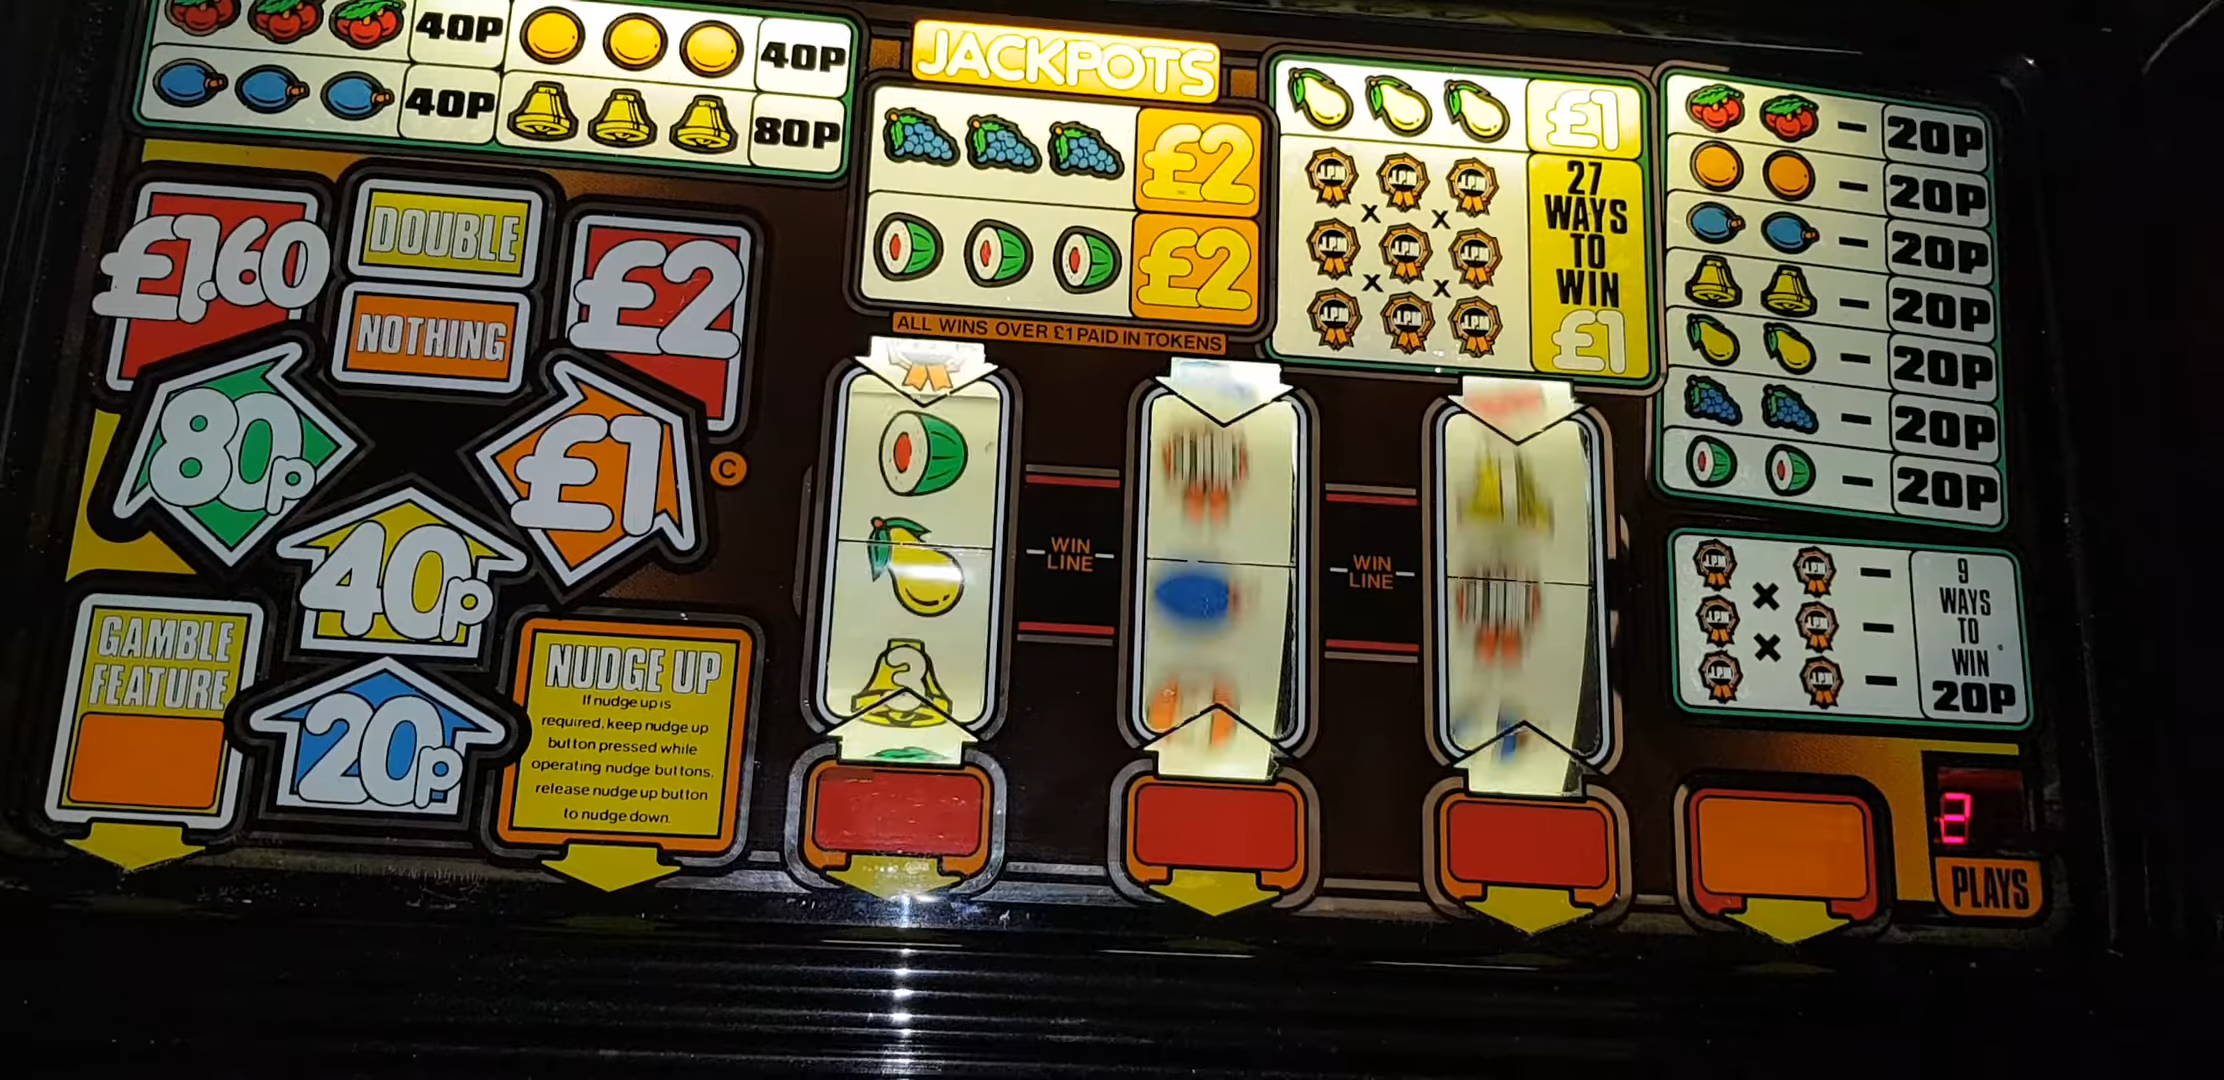 40P
40P
40P
80P
JACKPOTS
£2
£2
ALL WINS OVER £1 PAID IN TOKENS
£1
J.P.M J.P.M J.P.M
X X
J.P.M J.P.M J.P.M
X X
J.P.M J.P.M J.P.M
27
WAYS
TO
WIN
£1
20P
20P
20P
20P
20P
20P
20P
J.P.M J.P.M
X
J.P.M J.P.M
X
J.P.M J.P.M
9
WAYS
TO
WIN
20P
£1.60
DOUBLE
NOTHING
£2
80p
£1
C
40p
20p
GAMBLE
FEATURE
NUDGE UP
If nudge up is
required, keep nudge up
button pressed while
operating nudge buttons,
release nudge up button
to nudge down.
WIN
LINE
WIN
LINE
3
PLAYS